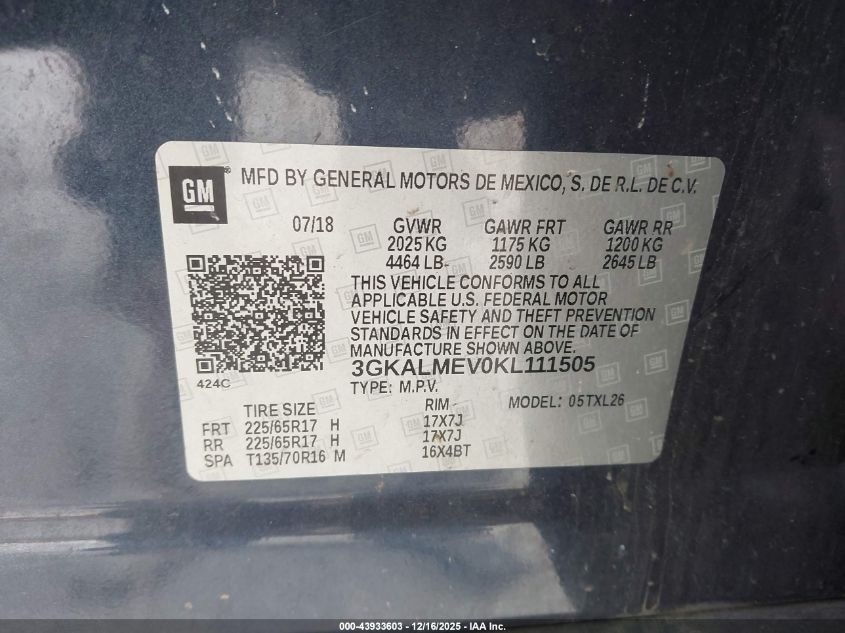 GM
MFD BY GENERAL MOTORS DE MEXICO, S. DE R.L. DE C.V.
07/18 GVWR GAWR FRT GAWR RR
2025 KG 1175 KG 1200 KG
4464 LB 2590 LB 2645 LB
THIS VEHICLE CONFORMS TO ALL
APPLICABLE U.S. FEDERAL MOTOR
VEHICLE SAFETY AND THEFT PREVENTION
STANDARDS IN EFFECT ON THE DATE OF
MANUFACTURE SHOWN ABOVE.
424C
3GKALMEV0KL111505
TYPE: M.P.V. MODEL: 05TXL26
TIRE SIZE RIM
FRT 225/65R17 H 17X7J
RR 225/65R17 H 17X7J
SPA T135/70R16 M 16X4BT
000-43933603 - 12/16/2025 - IAA Inc.